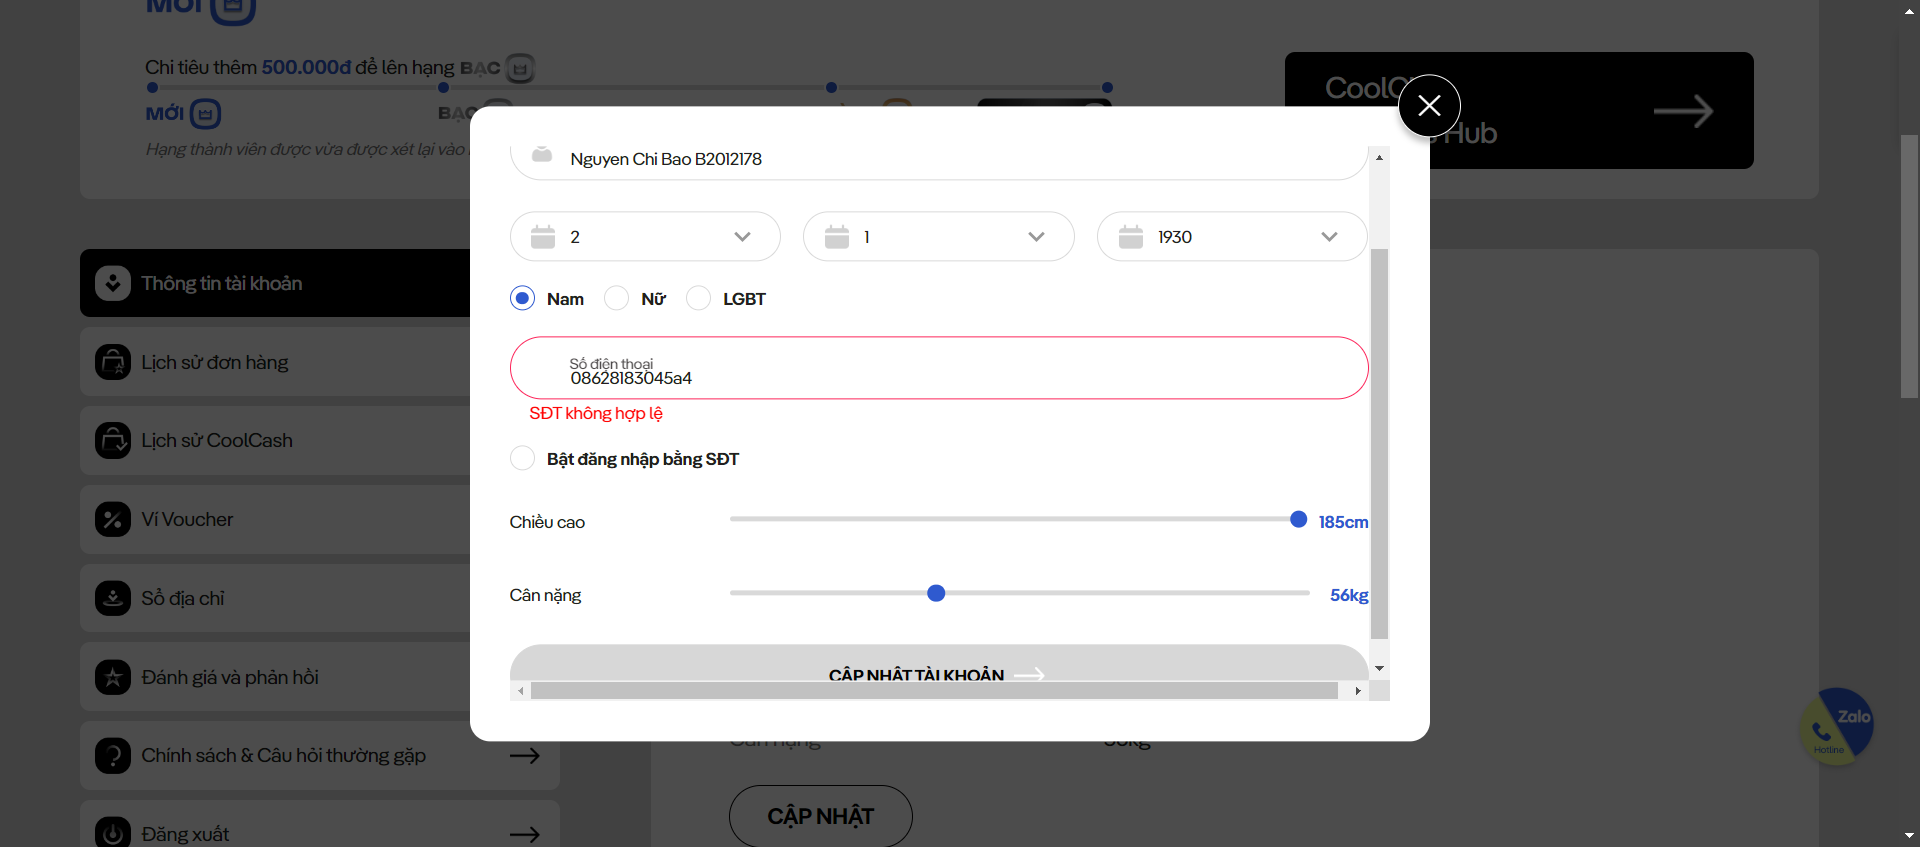 MỚI
Chi tiêu thêm 500.000đ để lên hạng BẠC
MỚI
BẠC
Hạng thành viên được vừa được xét lại vào
CoolC
Hub
Thông tin tài khoản
Lịch sử đơn hàng
Lịch sử CoolCash
Ví Voucher
Sổ địa chỉ
Đánh giá và phản hồi
Chính sách & Câu hỏi thường gặp
Đăng xuất
Nguyen Chi Bao B2012178
2
1
1930
Nam
Nữ
LGBT
Số điện thoại
08628183045a4
SĐT không hợp lệ
Bật đăng nhập bằng SĐT
Chiều cao
185cm
Cân nặng
56kg
CẬP NHẬT TÀI KHOẢN
Cân nặng
56kg
CẬP NHẬT
Zalo
Hotline